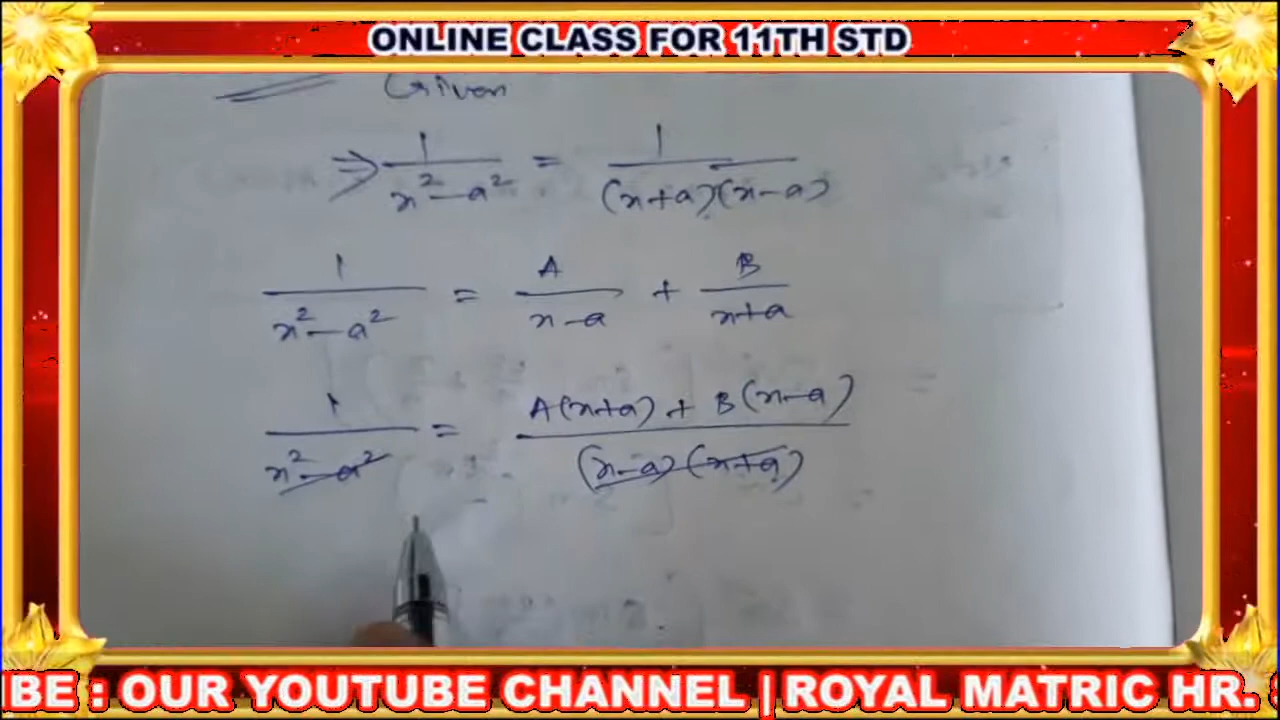 ONLINE CLASS FOR 11TH STD
Given
⇒ 1/(x² - a²) = 1/((x+a)(x-a))
1/(x² - a²) = A/(x-a) + B/(x+a)
1/(x² - a²) = (A(x+a) + B(x-a))/((x-a)(x+a))
BE : OUR YOUTUBE CHANNEL | ROYAL MATRIC HR.